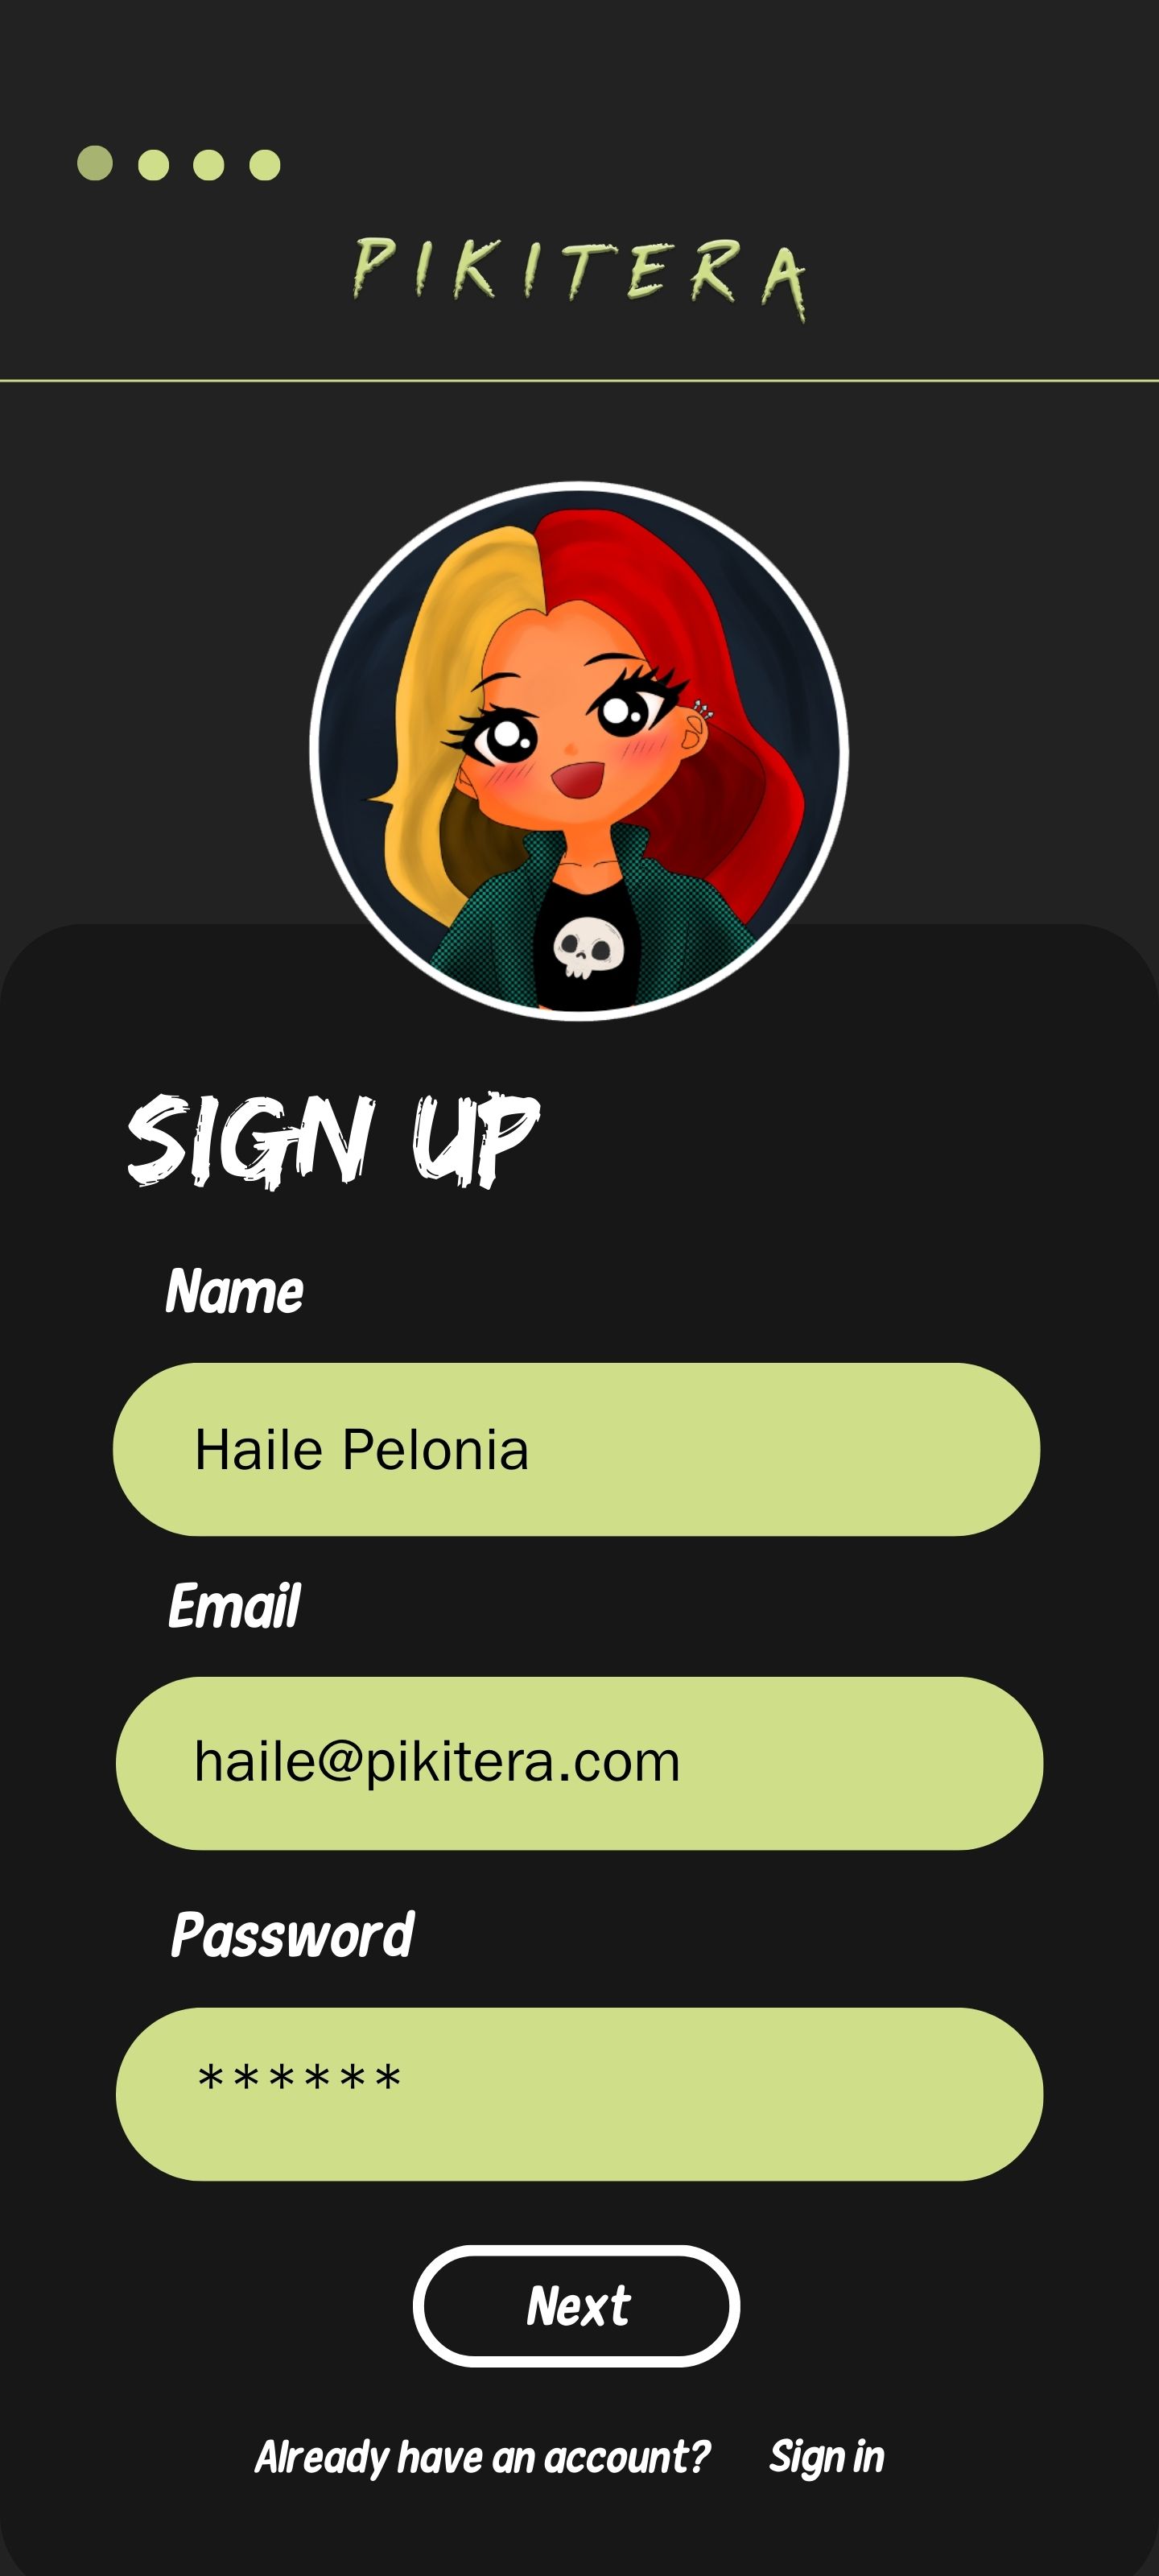 PIKITERA
SIGN UP
Name
Haile Pelonia
Email
haile@pikitera.com
Password
******
Next
Already have an account? Sign in